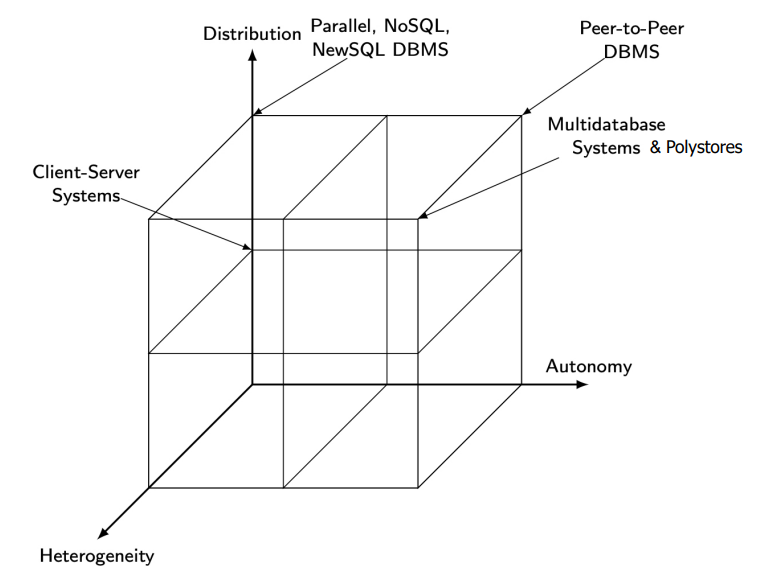 Distribution
Parallel, NoSQL,
NewSQL DBMS
Peer-to-Peer
DBMS
Multidatabase
Systems & Polystores
Client-Server
Systems
Autonomy
Heterogeneity